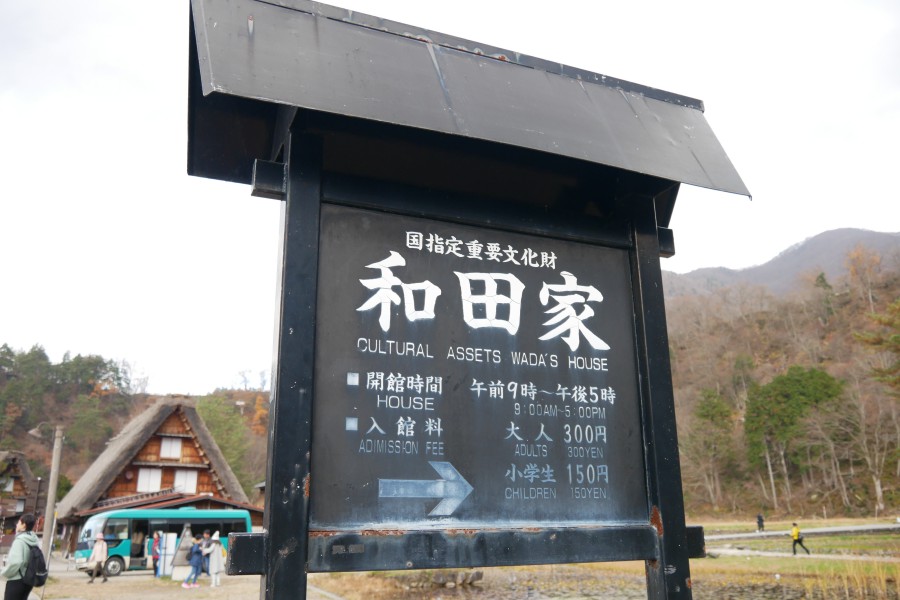 国指定重要文化財
和田家
CULTURAL ASSETS WADA'S HOUSE
開館時間 午前9時～午後5時
HOUSE 9:00AM~5:00PM
入館料 大人 300円
ADIMISSION FEE ADULTS 300YEN
小学生 150円
CHILDREN 150YEN